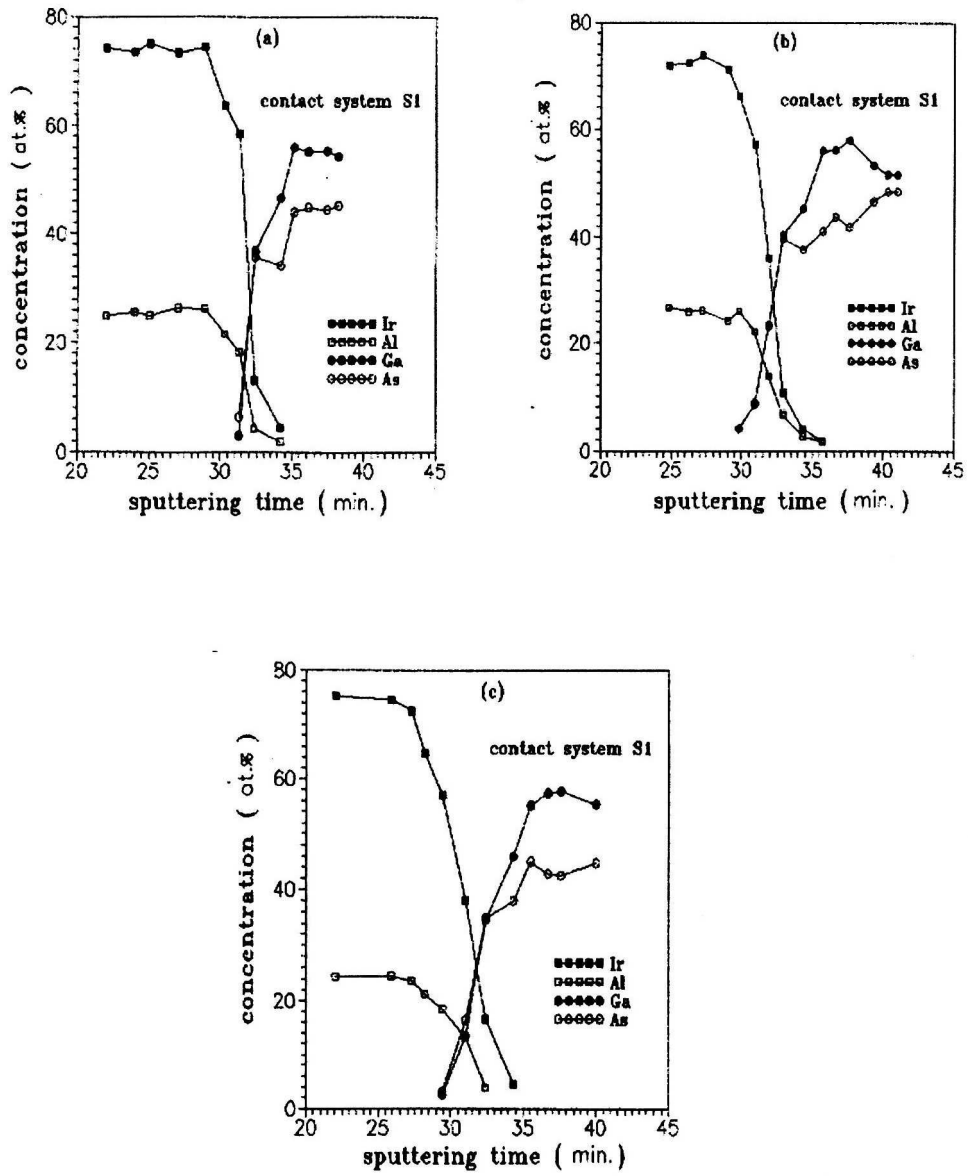 (a)
contact system S1
concentration ( at.% )
80
60
40
20
0
Ir
Al
Ga
As
20 25 30 35 40 45
sputtering time ( min. )
(b)
contact system S1
concentration ( at.% )
80
60
40
20
0
Ir
Al
Ga
As
20 25 30 35 40 45
sputtering time ( min. )
(c)
contact system S1
concentration ( at.% )
80
60
40
20
0
Ir
Al
Ga
As
20 25 30 35 40 45
sputtering time ( min. )